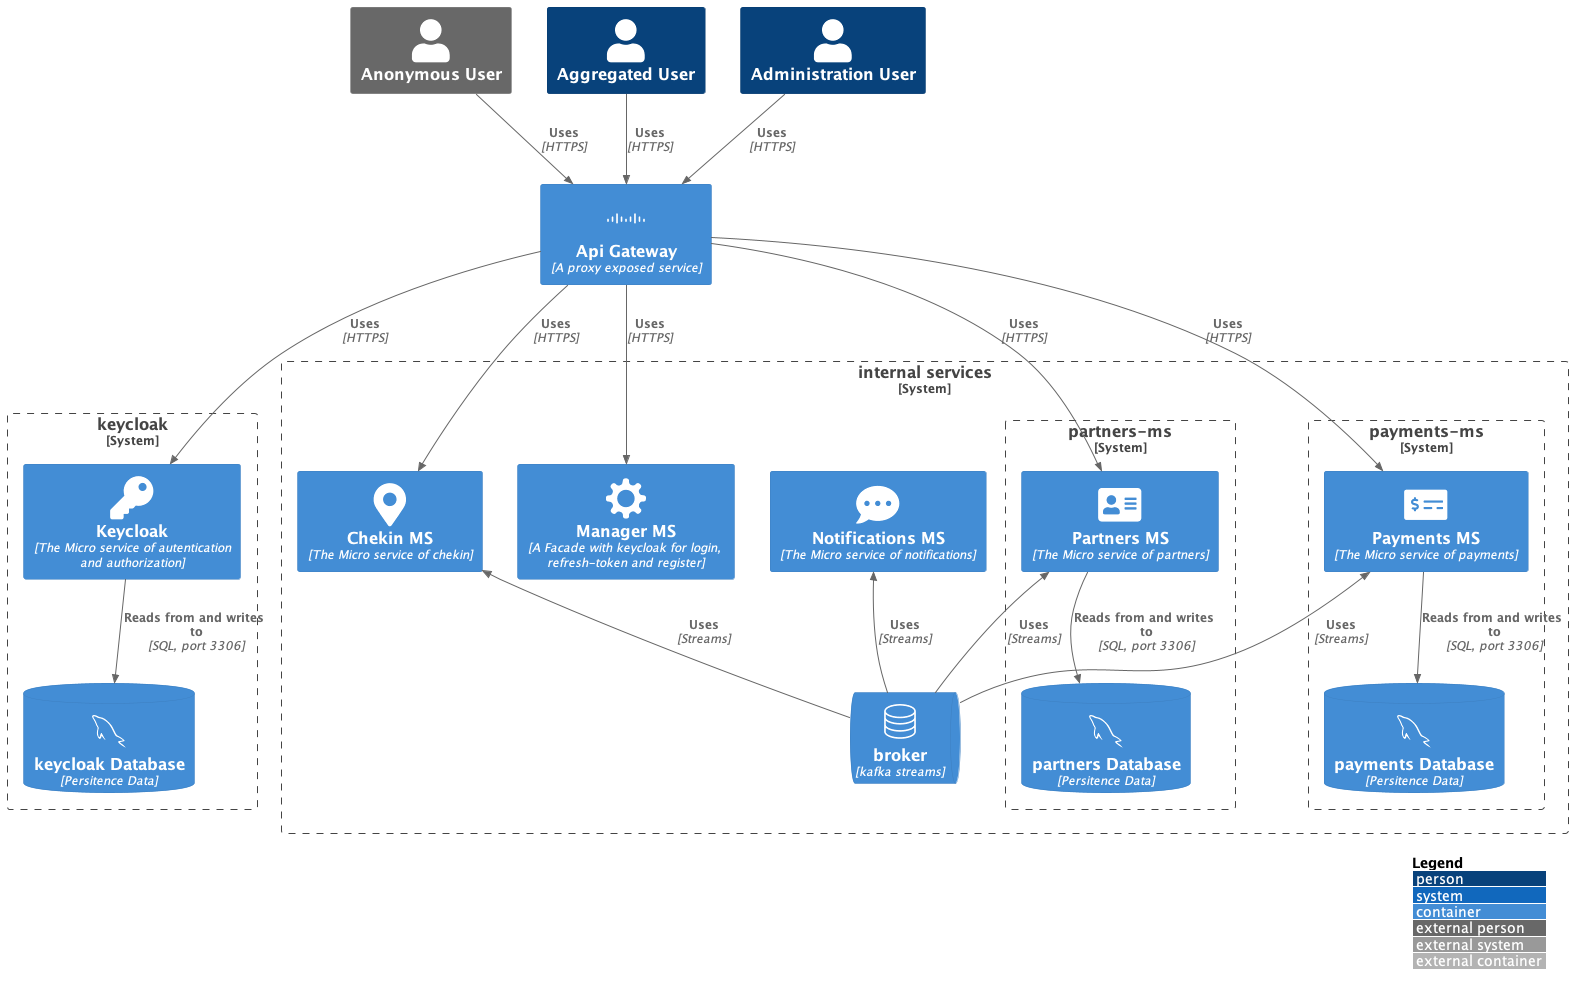 Anonymous User
Aggregated User
Administration User
Uses
[HTTPS]
Uses
[HTTPS]
Uses
[HTTPS]
Api Gateway
[A proxy exposed service]
Uses
[HTTPS]
Uses
[HTTPS]
Uses
[HTTPS]
Uses
[HTTPS]
Uses
[HTTPS]
internal services
[System]
keycloak
[System]
partners-ms
[System]
payments-ms
[System]
Keycloak
[The Micro service of autentication
and authorization]
Chekin MS
[The Micro service of chekin]
Manager MS
[A Facade with keycloak for login,
refresh-token and register]
Notifications MS
[The Micro service of notifications]
Partners MS
[The Micro service of partners]
Payments MS
[The Micro service of payments]
Reads from and writes
to
[SQL, port 3306]
Uses
[Streams]
Uses
[Streams]
Uses
[Streams]
Reads from and writes
to
[SQL, port 3306]
Uses
[Streams]
Reads from and writes
to
[SQL, port 3306]
keycloak Database
[Persitence Data]
broker
[kafka streams]
partners Database
[Persitence Data]
payments Database
[Persitence Data]
Legend
person
system
container
external person
external system
external container